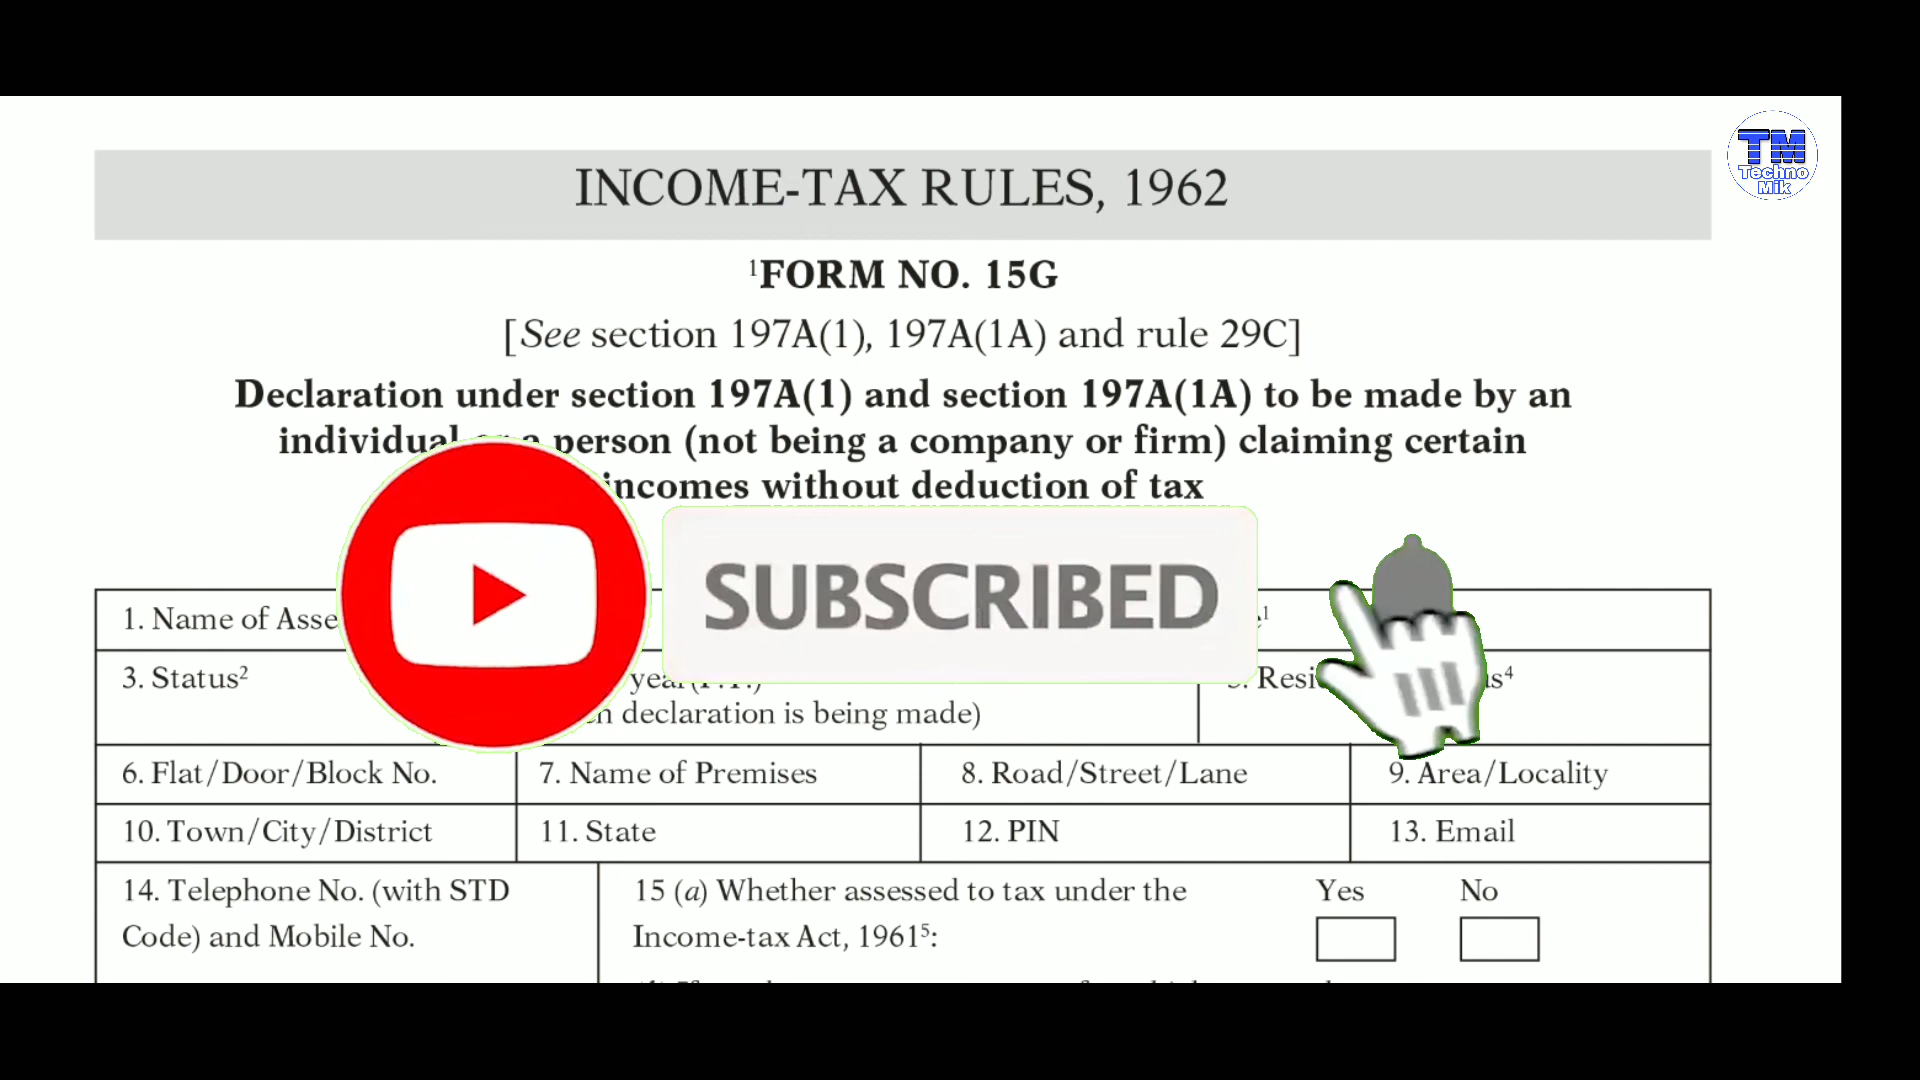 INCOME-TAX RULES, 1962
TM
Techno
Mik
¹FORM NO. 15G
[See section 197A(1), 197A(1A) and rule 29C]
Declaration under section 197A(1) and section 197A(1A) to be made by an
individual or a person (not being a company or firm) claiming certain
incomes without deduction of tax
SUBSCRIBED
1. Name of
3. Status²
declaration is being made)
6. Flat/Door/Block No.
7. Name of Premises
8. Road/Street/Lane
9. Area/Locality
10. Town/City/District
11. State
12. PIN
13. Email
14. Telephone No. (with STD
Code) and Mobile No.
15 (a) Whether assessed to tax under the
Income-tax Act, 1961⁵:
Yes
No